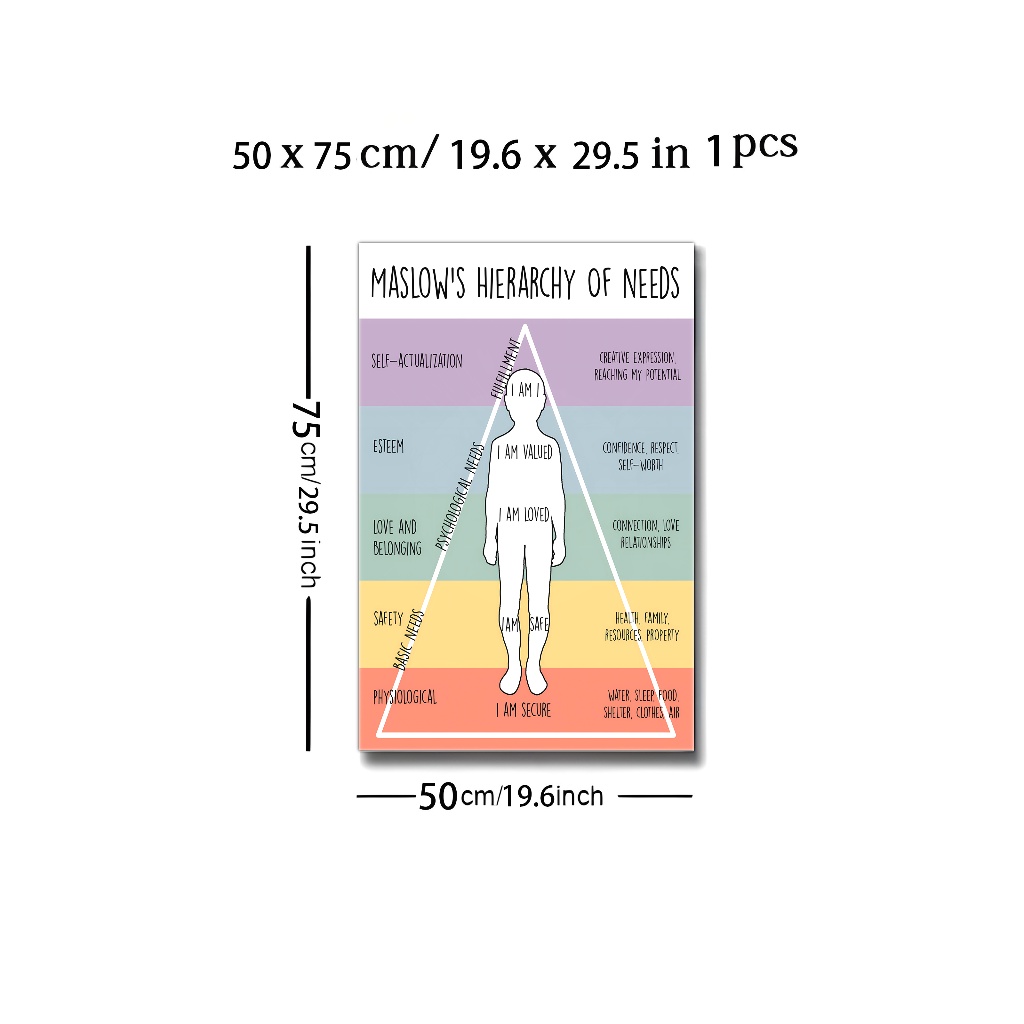 50 x 75 cm/ 19.6 x 29.5 in 1 pcs
MASLOW'S HIERARCHY OF NEEDS
SELF-ACTUALIZATION
FULFILLMENT
I AM I
CREATIVE EXPRESSION,
REACHING MY POTENTIAL
ESTEEM
I AM VALUED
CONFIDENCE, RESPECT,
SELF-WORTH
PSYCHOLOGICAL NEEDS
LOVE AND
BELONGING
I AM LOVED
CONNECTION, LOVE
RELATIONSHIPS
SAFETY
BASIC NEEDS
I AM SAFE
HEALTH, FAMILY,
RESOURCES, PROPERTY
PHYSIOLOGICAL
I AM SECURE
WATER, SLEEP, FOOD,
SHELTER, CLOTHES, AIR
75cm/29.5inch
50cm/19.6inch